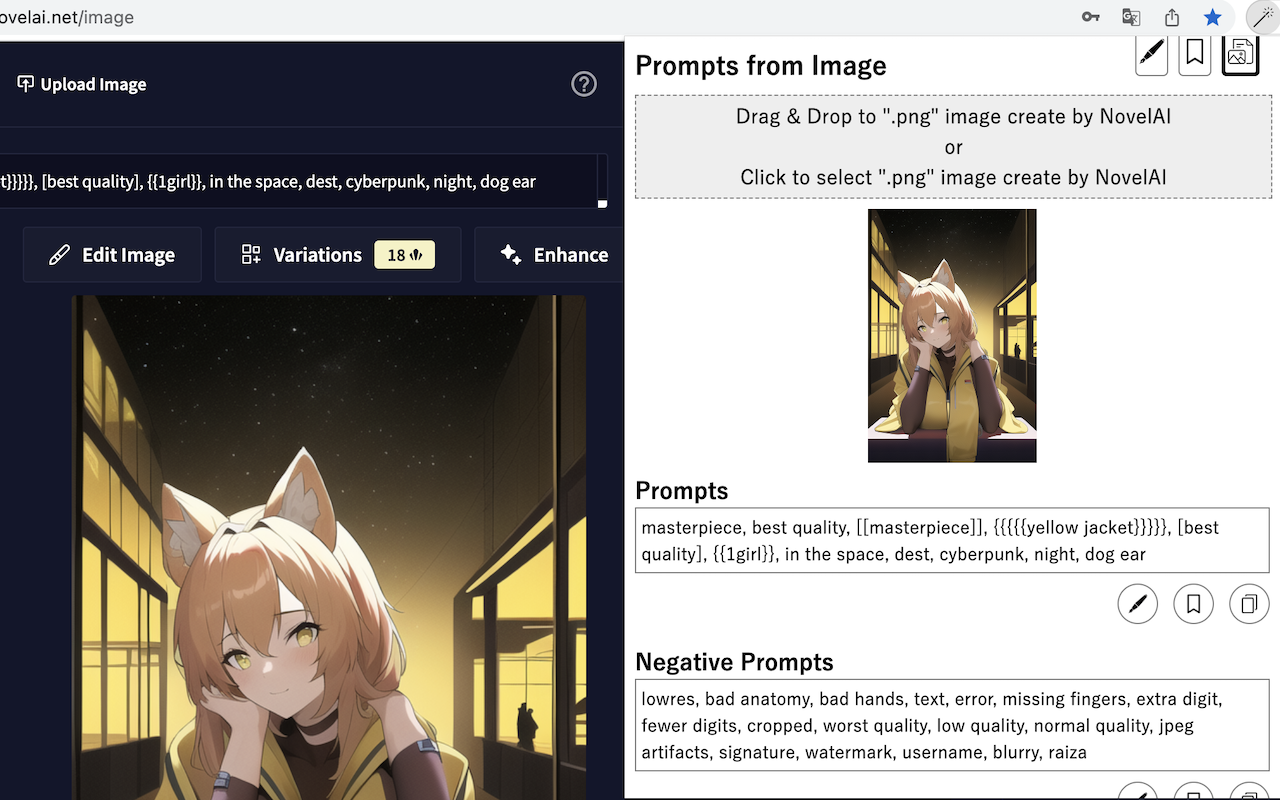 ovelai.net/image
Upload Image
t}}}}}, [best quality], {{1girl}}, in the space, dest, cyberpunk, night, dog ear
Edit Image
Variations 18
Enhance
Prompts from Image
Drag & Drop to ".png" image create by NovelAI
or
Click to select ".png" image create by NovelAI
Prompts
masterpiece, best quality, [[masterpiece]], {{{{{yellow jacket}}}}}, [best
quality], {{1girl}}, in the space, dest, cyberpunk, night, dog ear
Negative Prompts
lowres, bad anatomy, bad hands, text, error, missing fingers, extra digit,
fewer digits, cropped, worst quality, low quality, normal quality, jpeg
artifacts, signature, watermark, username, blurry, raiza